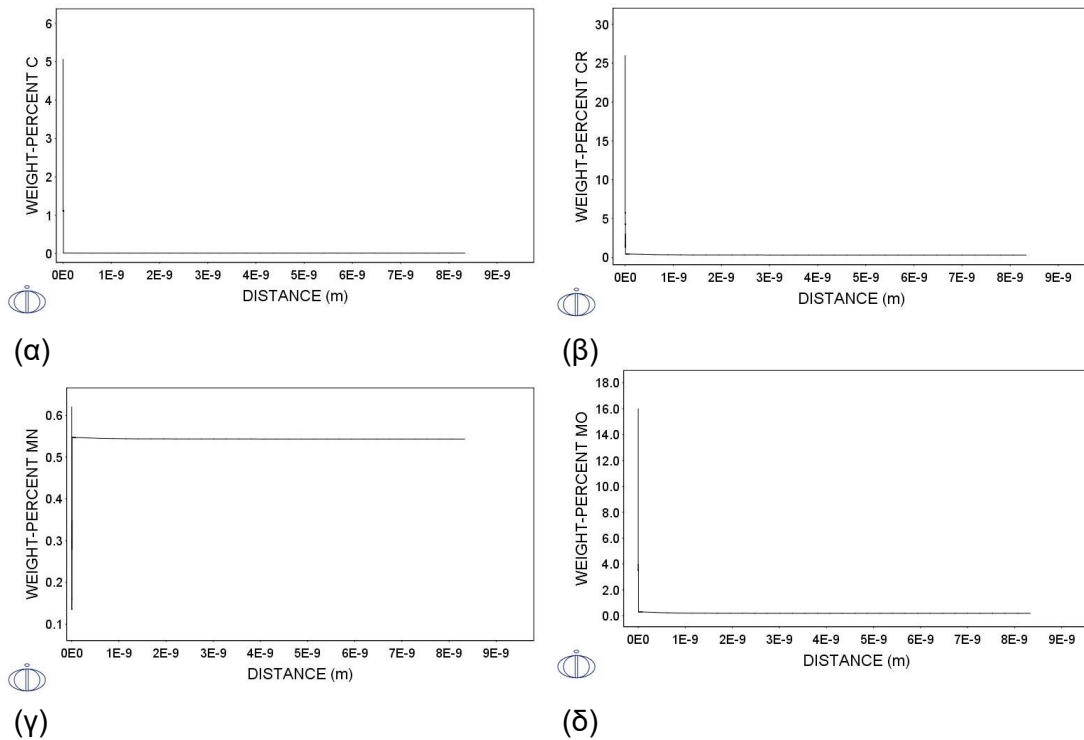 WEIGHT-PERCENT C
6
5
4
3
2
1
0
0E0 1E-9 2E-9 3E-9 4E-9 5E-9 6E-9 7E-9 8E-9 9E-9
DISTANCE (m)
(α)
WEIGHT-PERCENT CR
30
25
20
15
10
5
0
0E0 1E-9 2E-9 3E-9 4E-9 5E-9 6E-9 7E-9 8E-9 9E-9
DISTANCE (m)
(β)
WEIGHT-PERCENT MN
0.6
0.5
0.4
0.3
0.2
0.1
0E0 1E-9 2E-9 3E-9 4E-9 5E-9 6E-9 7E-9 8E-9 9E-9
DISTANCE (m)
(γ)
WEIGHT-PERCENT MO
18.0
16.0
14.0
12.0
10.0
8.0
6.0
4.0
2.0
0.0
0E0 1E-9 2E-9 3E-9 4E-9 5E-9 6E-9 7E-9 8E-9 9E-9
DISTANCE (m)
(δ)